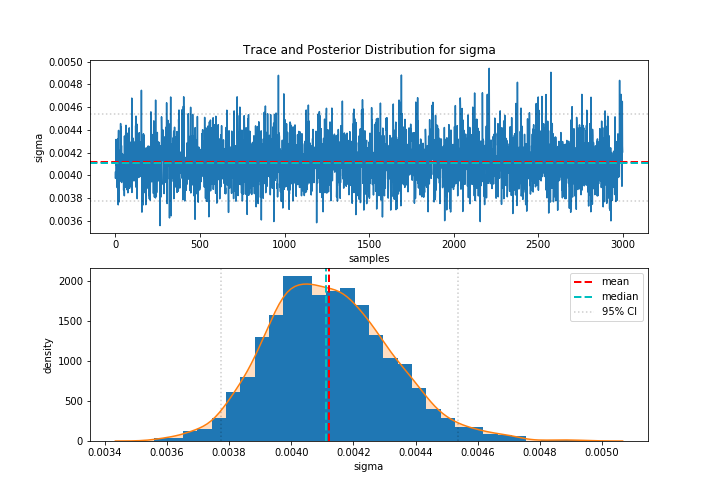 Trace and Posterior Distribution for sigma
0.0050
0.0048
0.0046
0.0044
0.0042
0.0040
0.0038
0.0036
sigma
0 500 1000 1500 2000 2500 3000
samples
2000
1500
1000
500
0
density
mean
median
95% CI
0.0034 0.0036 0.0038 0.0040 0.0042 0.0044 0.0046 0.0048 0.0050
sigma